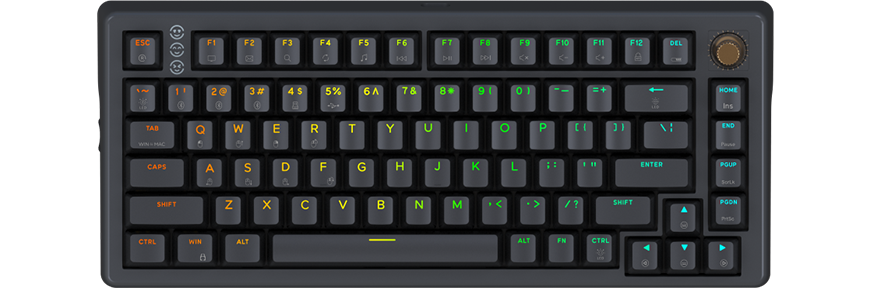 ESC F1 F2 F3 F4 F5 F6 F7 F8 F9 F10 F11 F12 DEL
` ~ 1 ! 2 @ 3 # 4 $ 5 % 6 ^ 7 & 8 * 9 ( 0 ) - _ = + ← HOME Ins
TAB Q W E R T Y U I O P [ { ] } \ | END Pause
WIN MAC
CAPS A S D F G H J K L ; : ' " ENTER PGUP ScrLk
SHIFT Z X C V B N M , < . > / ? SHIFT ▲ PGDN PrtSc
CTRL WIN ALT ALT FN CTRL ◀ ▼ ▶